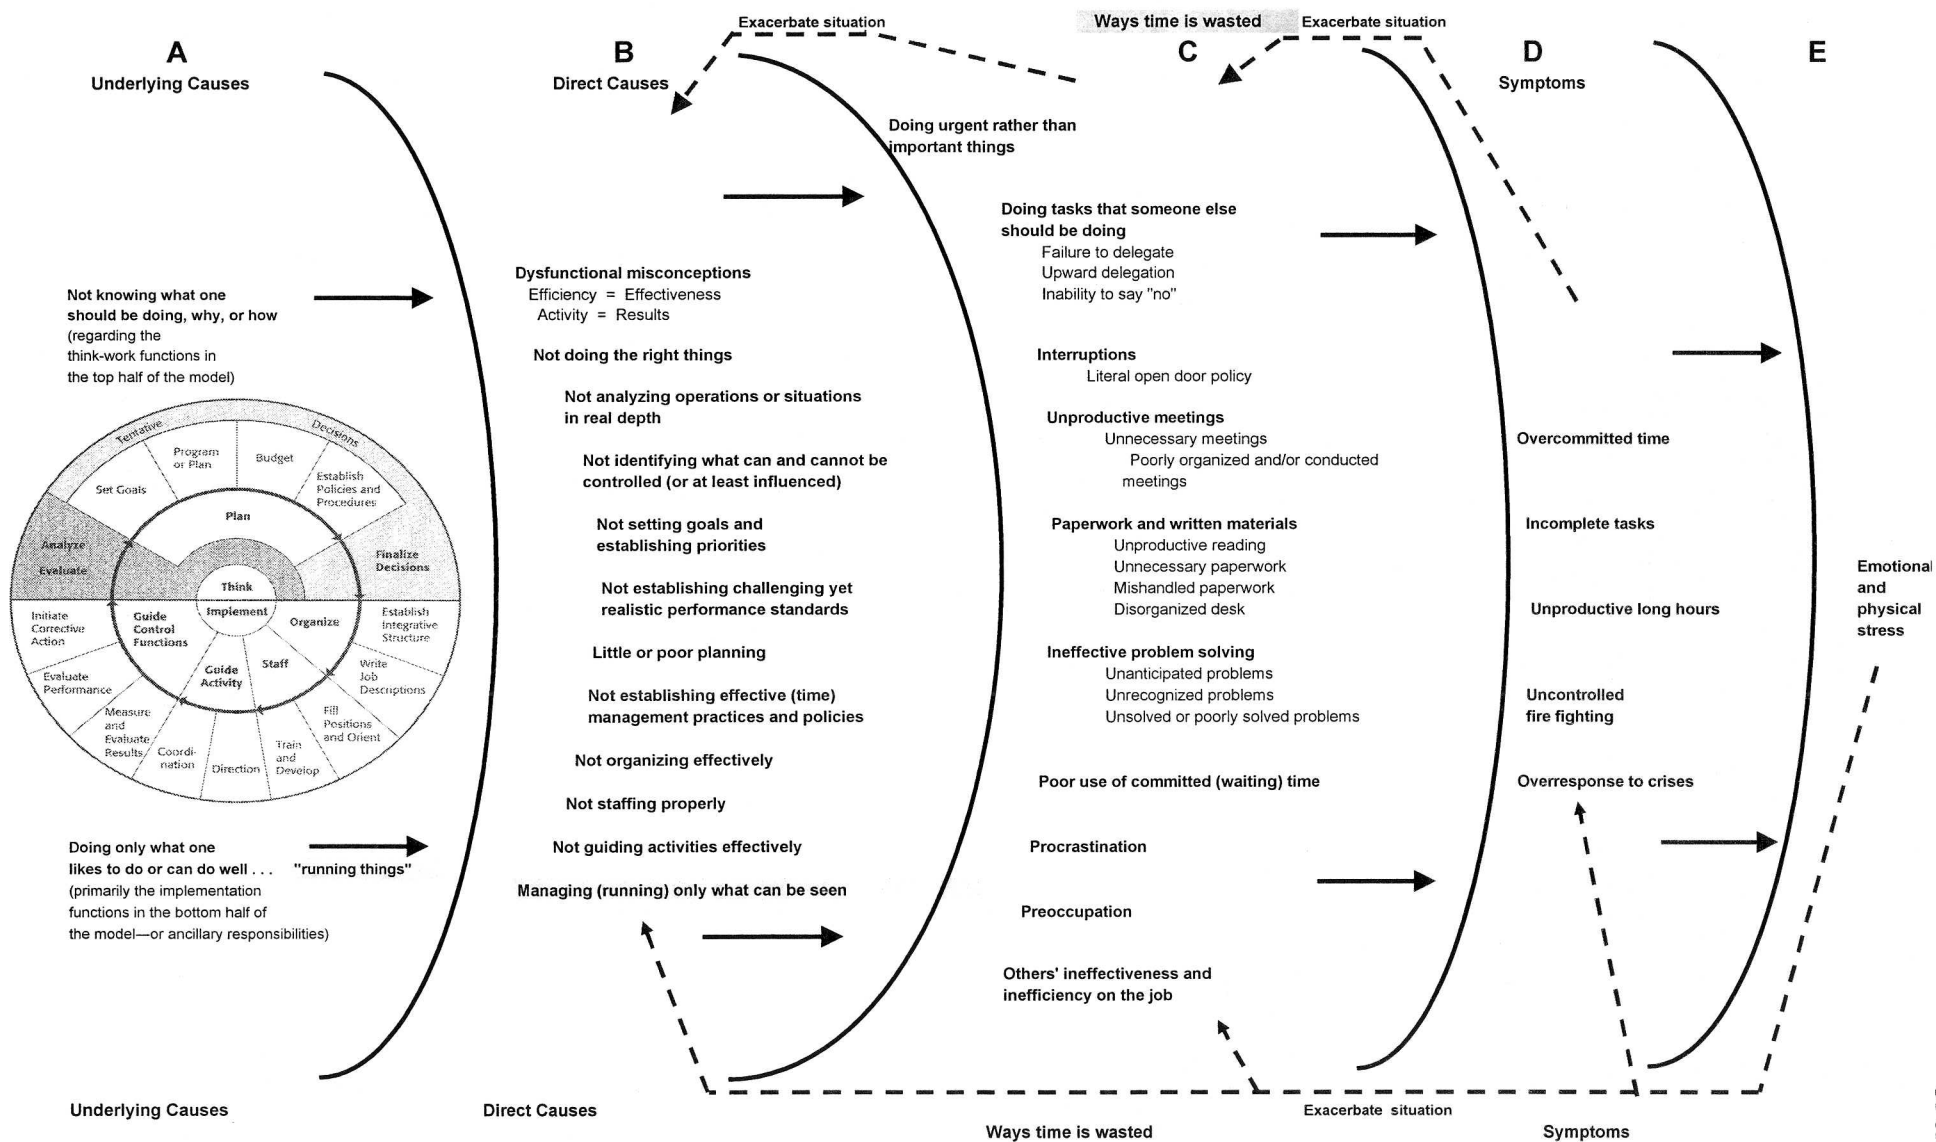 Exacerbate situation
Ways time is wasted
Exacerbate situation
A
Underlying Causes
B
Direct Causes
C
D
Symptoms
E
Not knowing what one
should be doing, why, or how
(regarding the
think-work functions in
the top half of the model)
Tentative
Decisions
Set Goals
Program
or Plan
Budget
Establish
Policies and
Procedures
Plan
Analyze
Evaluate
Finalize
Decisions
Think
Implement
Initiate
Corrective
Action
Guide
Control
Functions
Organize
Establish
Integrative
Structure
Evaluate
Performance
Guide
Activity
Staff
Write
Job
Descriptions
Measure
and
Evaluate
Results
Coordi-
nation
Direction
Train
and
Develop
Fill
Positions
and Orient
Doing only what one
likes to do or can do well . . . "running things"
(primarily the implementation
functions in the bottom half of
the model—or ancillary responsibilities)
Underlying Causes
Dysfunctional misconceptions
Efficiency = Effectiveness
Activity = Results
Not doing the right things
Not analyzing operations or situations
in real depth
Not identifying what can and cannot be
controlled (or at least influenced)
Not setting goals and
establishing priorities
Not establishing challenging yet
realistic performance standards
Little or poor planning
Not establishing effective (time)
management practices and policies
Not organizing effectively
Not staffing properly
Not guiding activities effectively
Managing (running) only what can be seen
Direct Causes
Doing urgent rather than
important things
Doing tasks that someone else
should be doing
Failure to delegate
Upward delegation
Inability to say "no"
Interruptions
Literal open door policy
Unproductive meetings
Unnecessary meetings
Poorly organized and/or conducted
meetings
Paperwork and written materials
Unproductive reading
Unnecessary paperwork
Mishandled paperwork
Disorganized desk
Ineffective problem solving
Unanticipated problems
Unrecognized problems
Unsolved or poorly solved problems
Poor use of committed (waiting) time
Procrastination
Preoccupation
Others' ineffectiveness and
inefficiency on the job
Ways time is wasted
Overcommitted time
Incomplete tasks
Unproductive long hours
Uncontrolled
fire fighting
Overresponse to crises
Exacerbate situation
Symptoms
Emotional
and
physical
stress